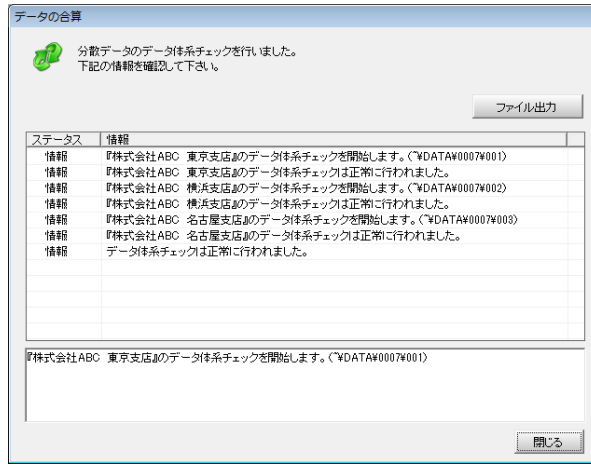 データの合算
分散データのデータ体系チェックを行いました。
下記の情報を確認して下さい。
ファイル出力
ステータス 情報
情報 『株式会社ABC 東京支店』のデータ体系チェックを開始します。(~¥DATA¥0007¥001)
情報 『株式会社ABC 東京支店』のデータ体系チェックは正常に行われました。
情報 『株式会社ABC 横浜支店』のデータ体系チェックを開始します。(~¥DATA¥0007¥002)
情報 『株式会社ABC 横浜支店』のデータ体系チェックは正常に行われました。
情報 『株式会社ABC 名古屋支店』のデータ体系チェックを開始します。(~¥DATA¥0007¥003)
情報 『株式会社ABC 名古屋支店』のデータ体系チェックは正常に行われました。
情報 データ体系チェックは正常に行われました。
『株式会社ABC 東京支店』のデータ体系チェックを開始します。(~¥DATA¥0007¥001)
閉じる